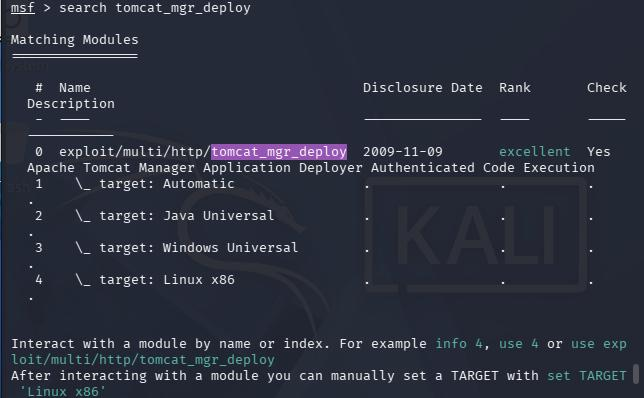 msf > search tomcat_mgr_deploy
Matching Modules
================
# Name Disclosure Date Rank Check
Description
- ---- --------------- ---- -----
-----------
0 exploit/multi/http/tomcat_mgr_deploy 2009-11-09 excellent Yes
Apache Tomcat Manager Application Deployer Authenticated Code Execution
1 \_ target: Automatic . . .
.
2 \_ target: Java Universal . . .
.
3 \_ target: Windows Universal . . .
.
4 \_ target: Linux x86 . . .
.
KALI
Interact with a module by name or index. For example info 4, use 4 or use exp
loit/multi/http/tomcat_mgr_deploy
After interacting with a module you can manually set a TARGET with set TARGET
'Linux x86'